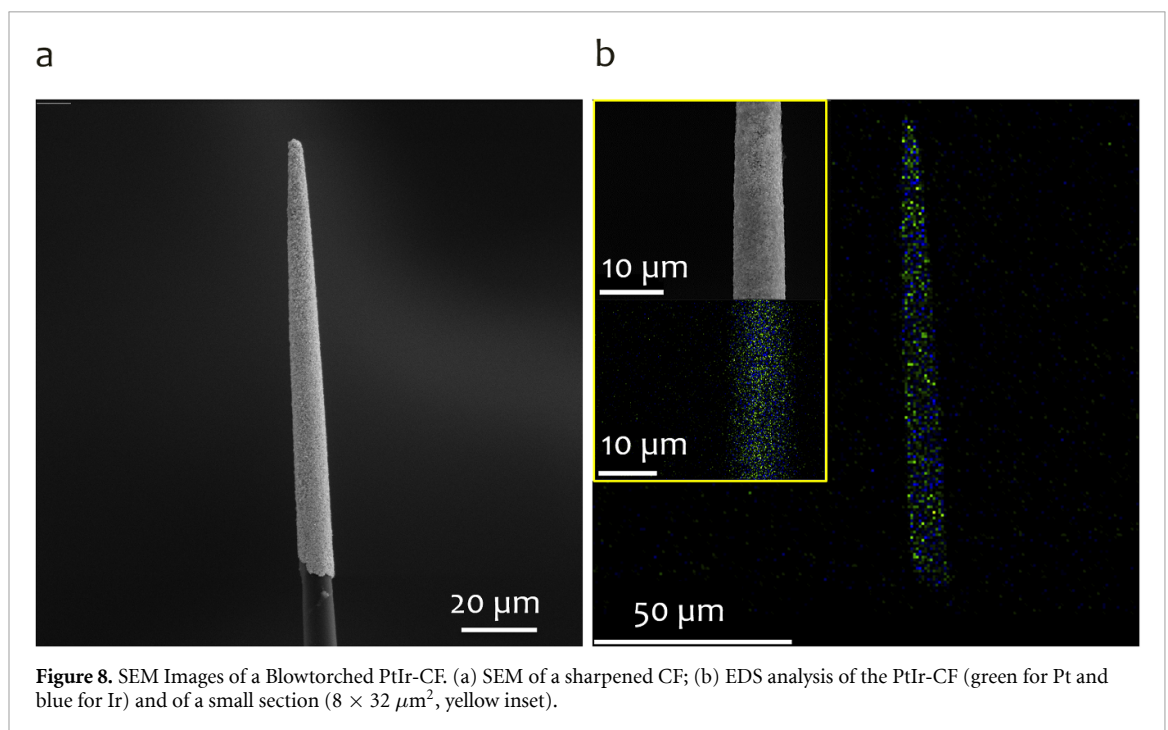 a
b
10 µm
10 µm
20 µm
50 µm
Figure 8. SEM Images of a Blowtorched PtIr-CF. (a) SEM of a sharpened CF; (b) EDS analysis of the PtIr-CF (green for Pt and
blue for Ir) and of a small section (8 × 32 µm², yellow inset).